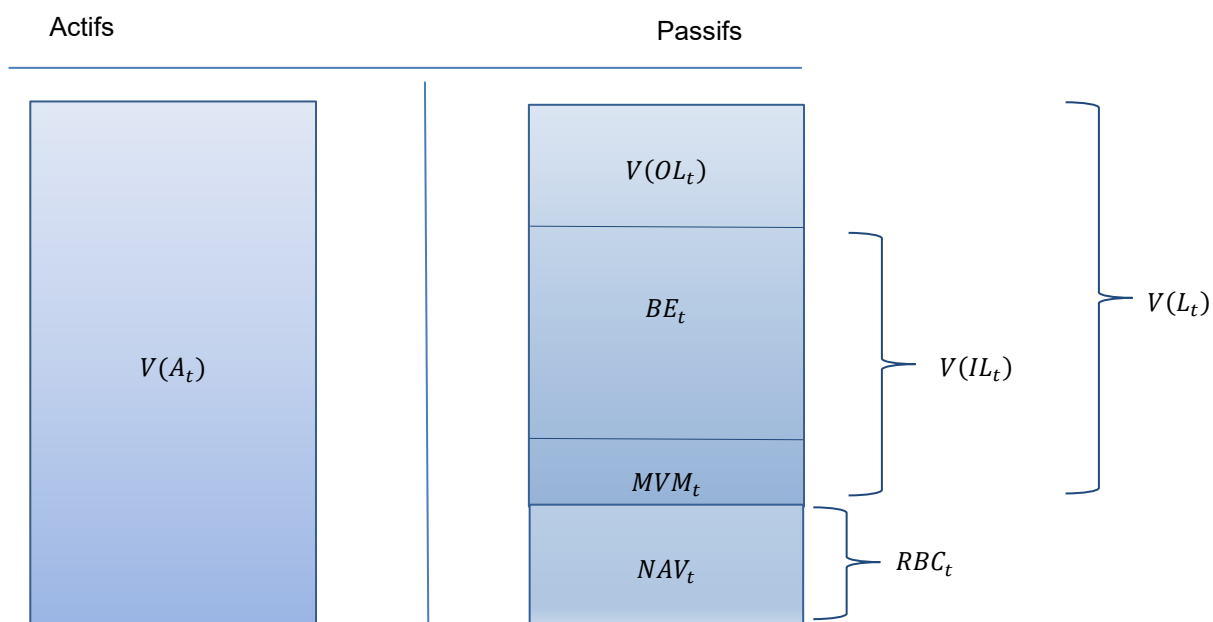 Actifs
Passifs
V(OL_t)
BE_t
V(L_t)
V(A_t)
V(IL_t)
MVM_t
NAV_t
RBC_t